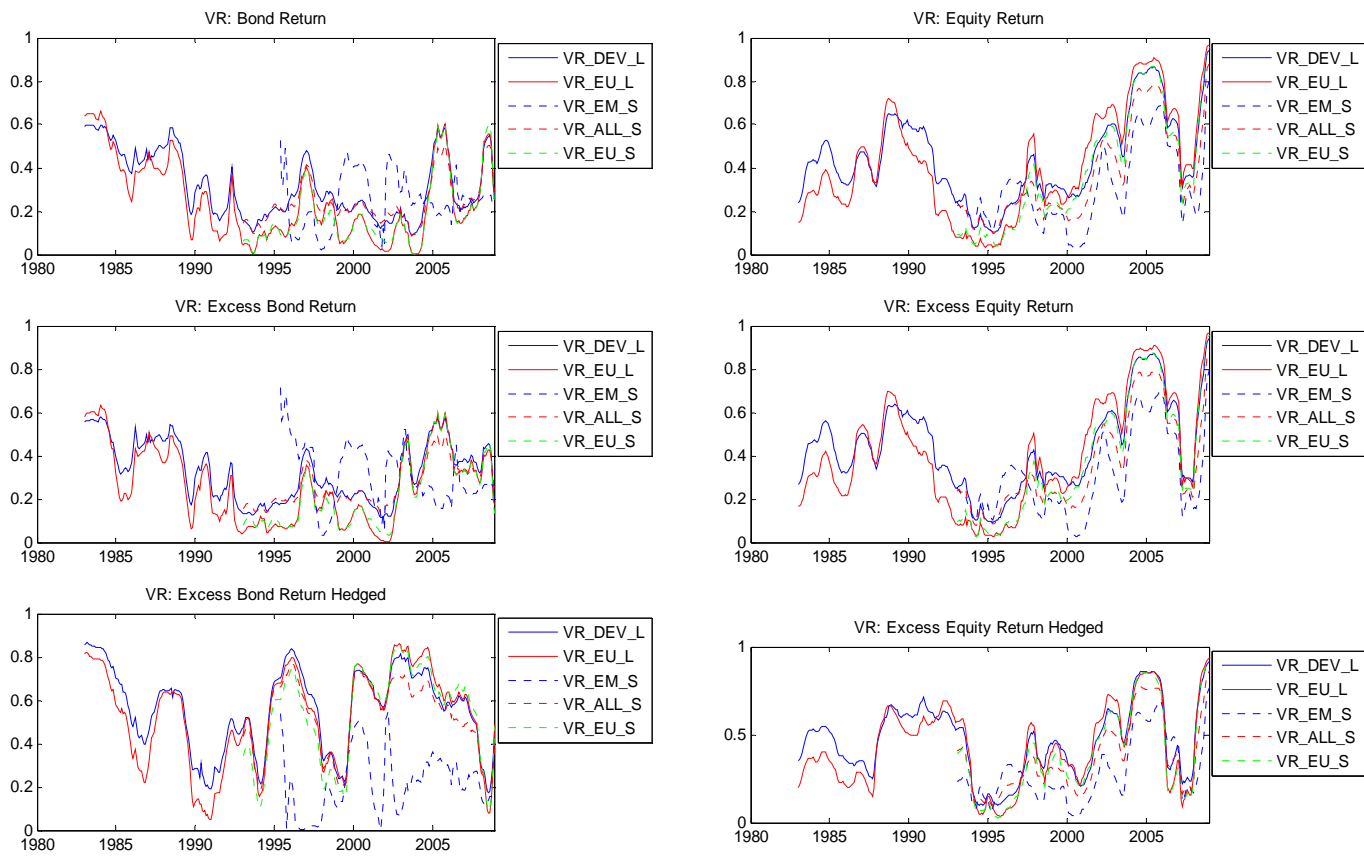 VR: Bond Return
1
0.8
0.6
0.4
0.2
0
1980 1985 1990 1995 2000 2005
VR_DEV_L
VR_EU_L
VR_EM_S
VR_ALL_S
VR_EU_S
VR: Equity Return
1
0.8
0.6
0.4
0.2
0
1980 1985 1990 1995 2000 2005
VR_DEV_L
VR_EU_L
VR_EM_S
VR_ALL_S
VR_EU_S
VR: Excess Bond Return
1
0.8
0.6
0.4
0.2
0
1980 1985 1990 1995 2000 2005
VR_DEV_L
VR_EU_L
VR_EM_S
VR_ALL_S
VR_EU_S
VR: Excess Equity Return
1
0.8
0.6
0.4
0.2
0
1980 1985 1990 1995 2000 2005
VR_DEV_L
VR_EU_L
VR_EM_S
VR_ALL_S
VR_EU_S
VR: Excess Bond Return Hedged
1
0.8
0.6
0.4
0.2
0
1980 1985 1990 1995 2000 2005
VR_DEV_L
VR_EU_L
VR_EM_S
VR_ALL_S
VR_EU_S
VR: Excess Equity Return Hedged
1
0.5
0
1980 1985 1990 1995 2000 2005
VR_DEV_L
VR_EU_L
VR_EM_S
VR_ALL_S
VR_EU_S